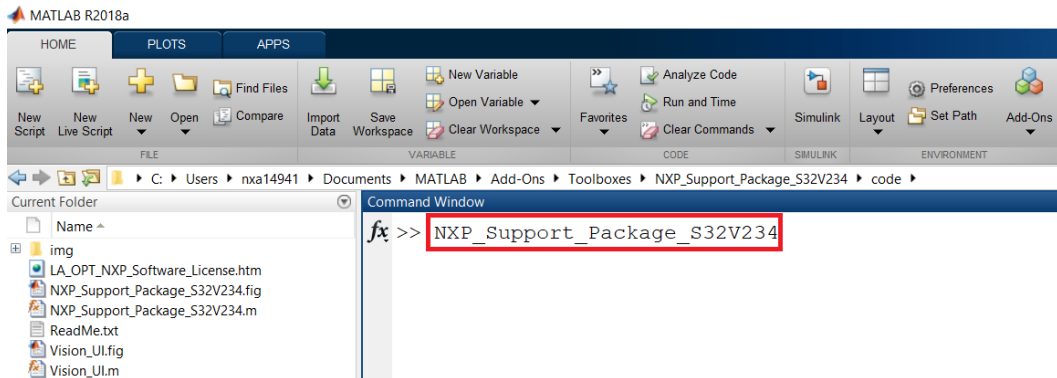 MATLAB R2018a
HOME PLOTS APPS
New Script
New Live Script
New
Open
Find Files
Compare
Import Data
Save Workspace
New Variable
Open Variable
Clear Workspace
Favorites
Analyze Code
Run and Time
Clear Commands
Simulink
Layout
Preferences
Set Path
Add-Ons
FILE VARIABLE CODE SIMULINK ENVIRONMENT
C: Users nxa14941 Documents MATLAB Add-Ons Toolboxes NXP_Support_Package_S32V234 code
Current Folder
Command Window
Name
fx >> NXP_Support_Package_S32V234
img
LA_OPT_NXP_Software_License.htm
NXP_Support_Package_S32V234.fig
NXP_Support_Package_S32V234.m
ReadMe.txt
Vision_UI.fig
Vision_UI.m